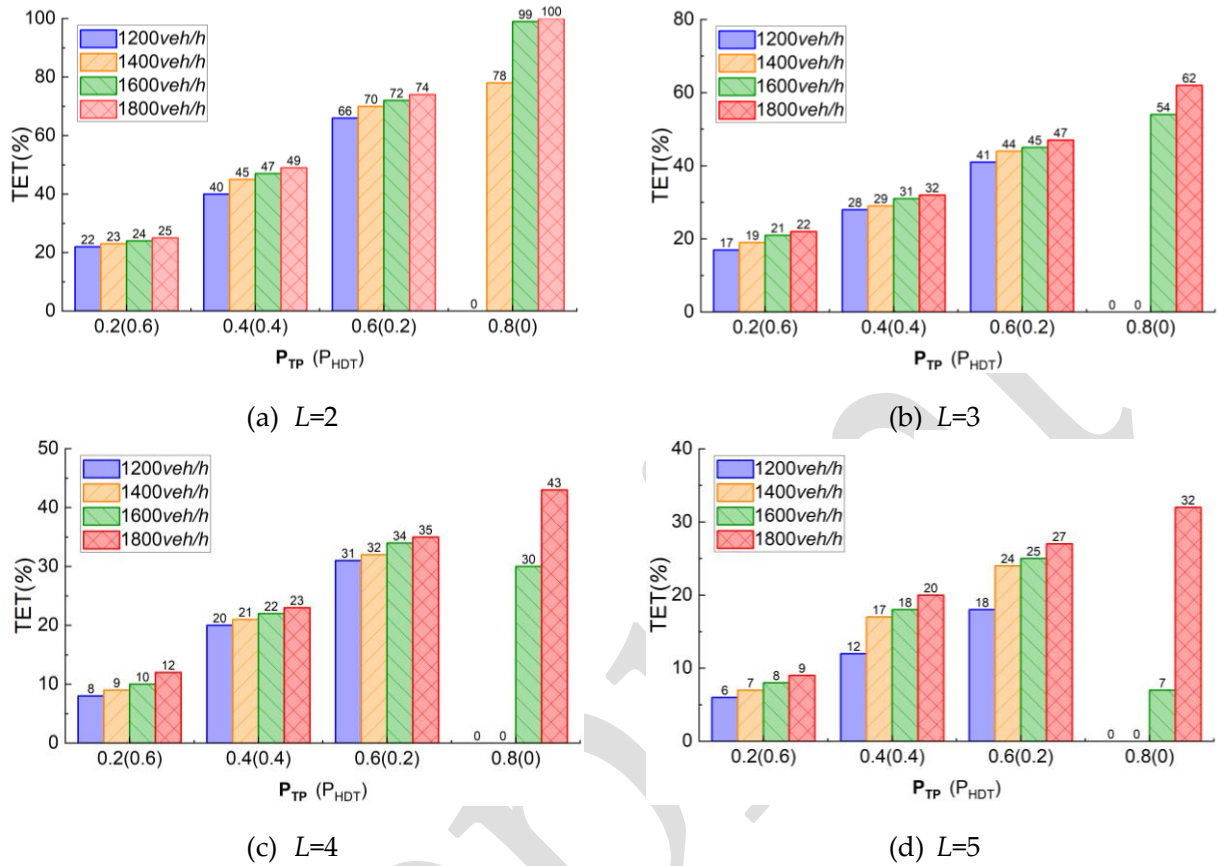 100
80
60
40
20
0
TET(%)
1200veh/h
1400veh/h
1600veh/h
1800veh/h
22 23 24 25
40 45 47 49
66 70 72 74
0 78 99 100
0.2(0.6) 0.4(0.4) 0.6(0.2) 0.8(0)
P_TP (P_HDT)
(a) L=2
80
60
40
20
0
TET(%)
1200veh/h
1400veh/h
1600veh/h
1800veh/h
17 19 21 22
28 29 31 32
41 44 45 47
0 0 54 62
0.2(0.6) 0.4(0.4) 0.6(0.2) 0.8(0)
P_TP (P_HDT)
(b) L=3
50
40
30
20
10
0
TET(%)
1200veh/h
1400veh/h
1600veh/h
1800veh/h
8 9 10 12
20 21 22 23
31 32 34 35
0 0 30 43
0.2(0.6) 0.4(0.4) 0.6(0.2) 0.8(0)
P_TP (P_HDT)
(c) L=4
40
30
20
10
0
TET(%)
1200veh/h
1400veh/h
1600veh/h
1800veh/h
6 7 8 9
12 17 18 20
18 24 25 27
0 0 7 32
0.2(0.6) 0.4(0.4) 0.6(0.2) 0.8(0)
P_TP (P_HDT)
(d) L=5